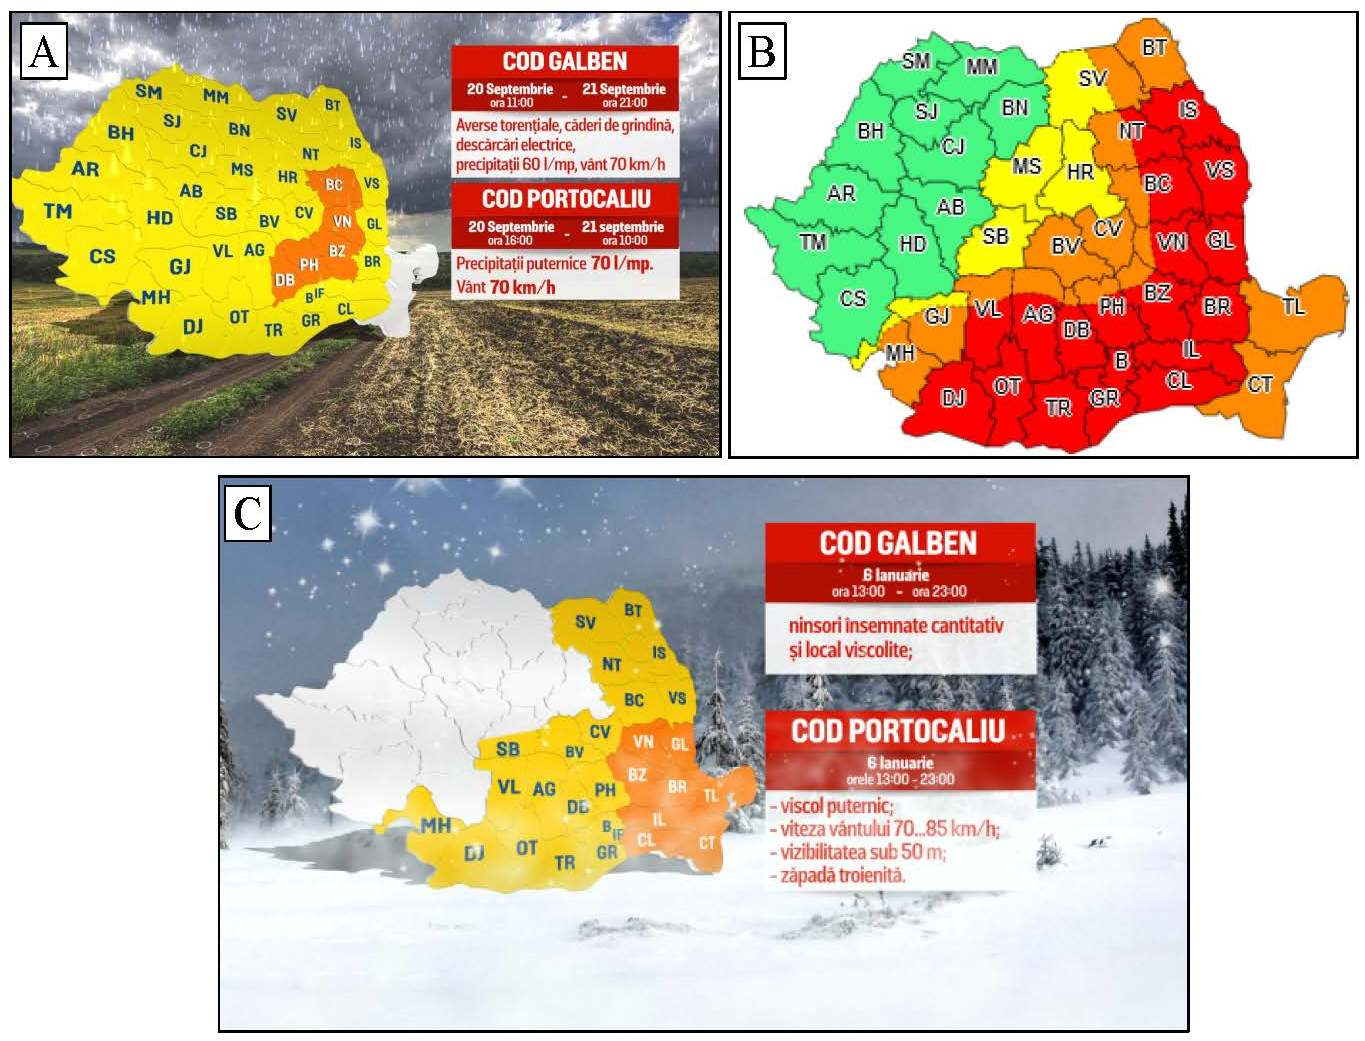 A
COD GALBEN
20 Septembrie - 21 Septembrie
ora 11:00 ora 21:00
Averse torențiale, căderi de grindină,
descărcări electrice,
precipitații 60 l/mp, vânt 70 km/h
COD PORTOCALIU
20 Septembrie - 21 septembrie
ora 16:00 ora 10:00
Precipitații puternice 70 l/mp.
Vânt 70 km/h
SM MM SV BT
BH SJ BN IS
CJ NT
AR MS HR BC VS
AB
TM HD SB BV CV VN GL
CS GJ VL AG PH BZ BR
DB
MH B IF
DJ OT TR GR CL
B
BT
SM MM SV
BN IS
BH SJ NT
CJ
MS HR BC VS
AR AB
TM HD SB BV CV VN GL
CS GJ VL AG PH BZ BR TL
DB
MH B IL
DJ OT TR GR CL CT
C
COD GALBEN
6 Ianuarie
ora 13:00 - ora 23:00
ninsori însemnate cantitativ
și local viscolite;
COD PORTOCALIU
6 Ianuarie
orele 13:00 - 23:00
- viscol puternic;
- viteza vântului 70...85 km/h;
- vizibilitatea sub 50 m;
- zăpadă troienită.
SV BT
NT IS
BC VS
SB BV CV VN GL
VL AG PH BZ BR TL
DB
MH B IF IL
DJ OT TR GR CL CT